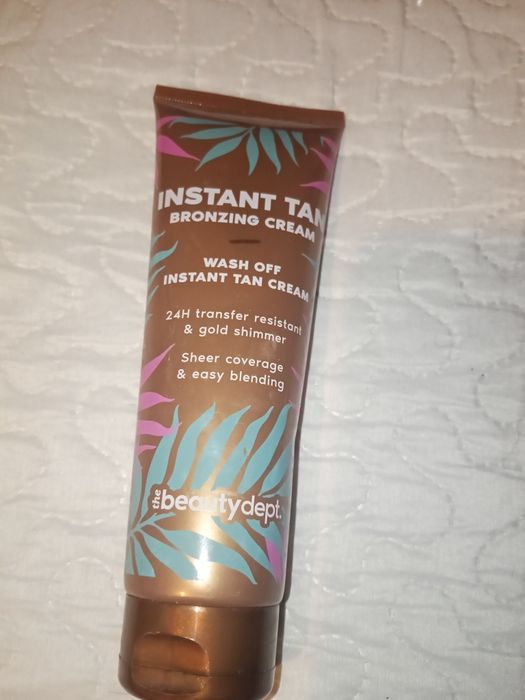 INSTANT TAN
BRONZING CREAM
WASH OFF
INSTANT TAN CREAM
24H transfer resistant
& gold shimmer
Sheer coverage
& easy blending
the beautydept.